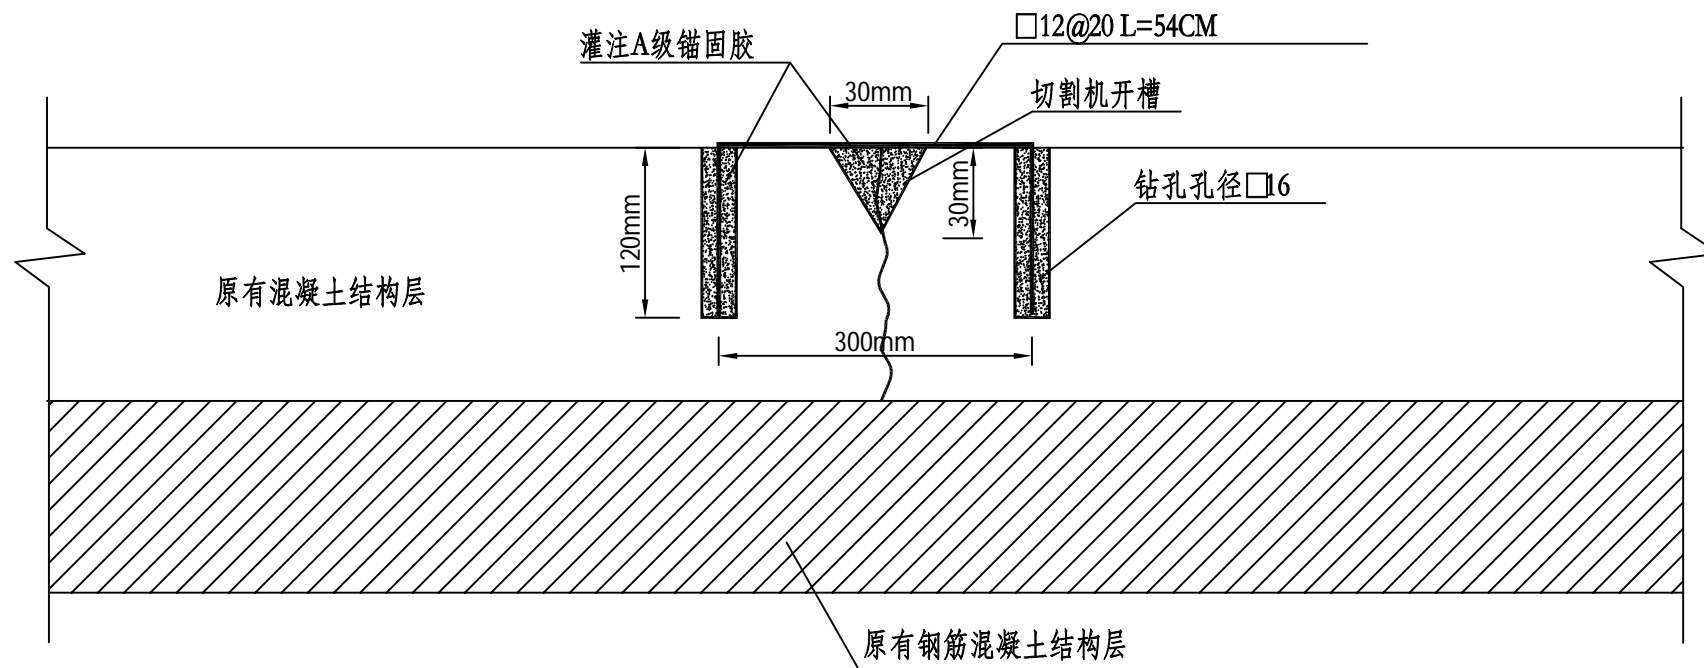 □12@20 L=54CM
灌注A级锚固胶
30mm
切割机开槽
钻孔孔径□16
30mm
120mm
原有混凝土结构层
300mm
原有钢筋混凝土结构层